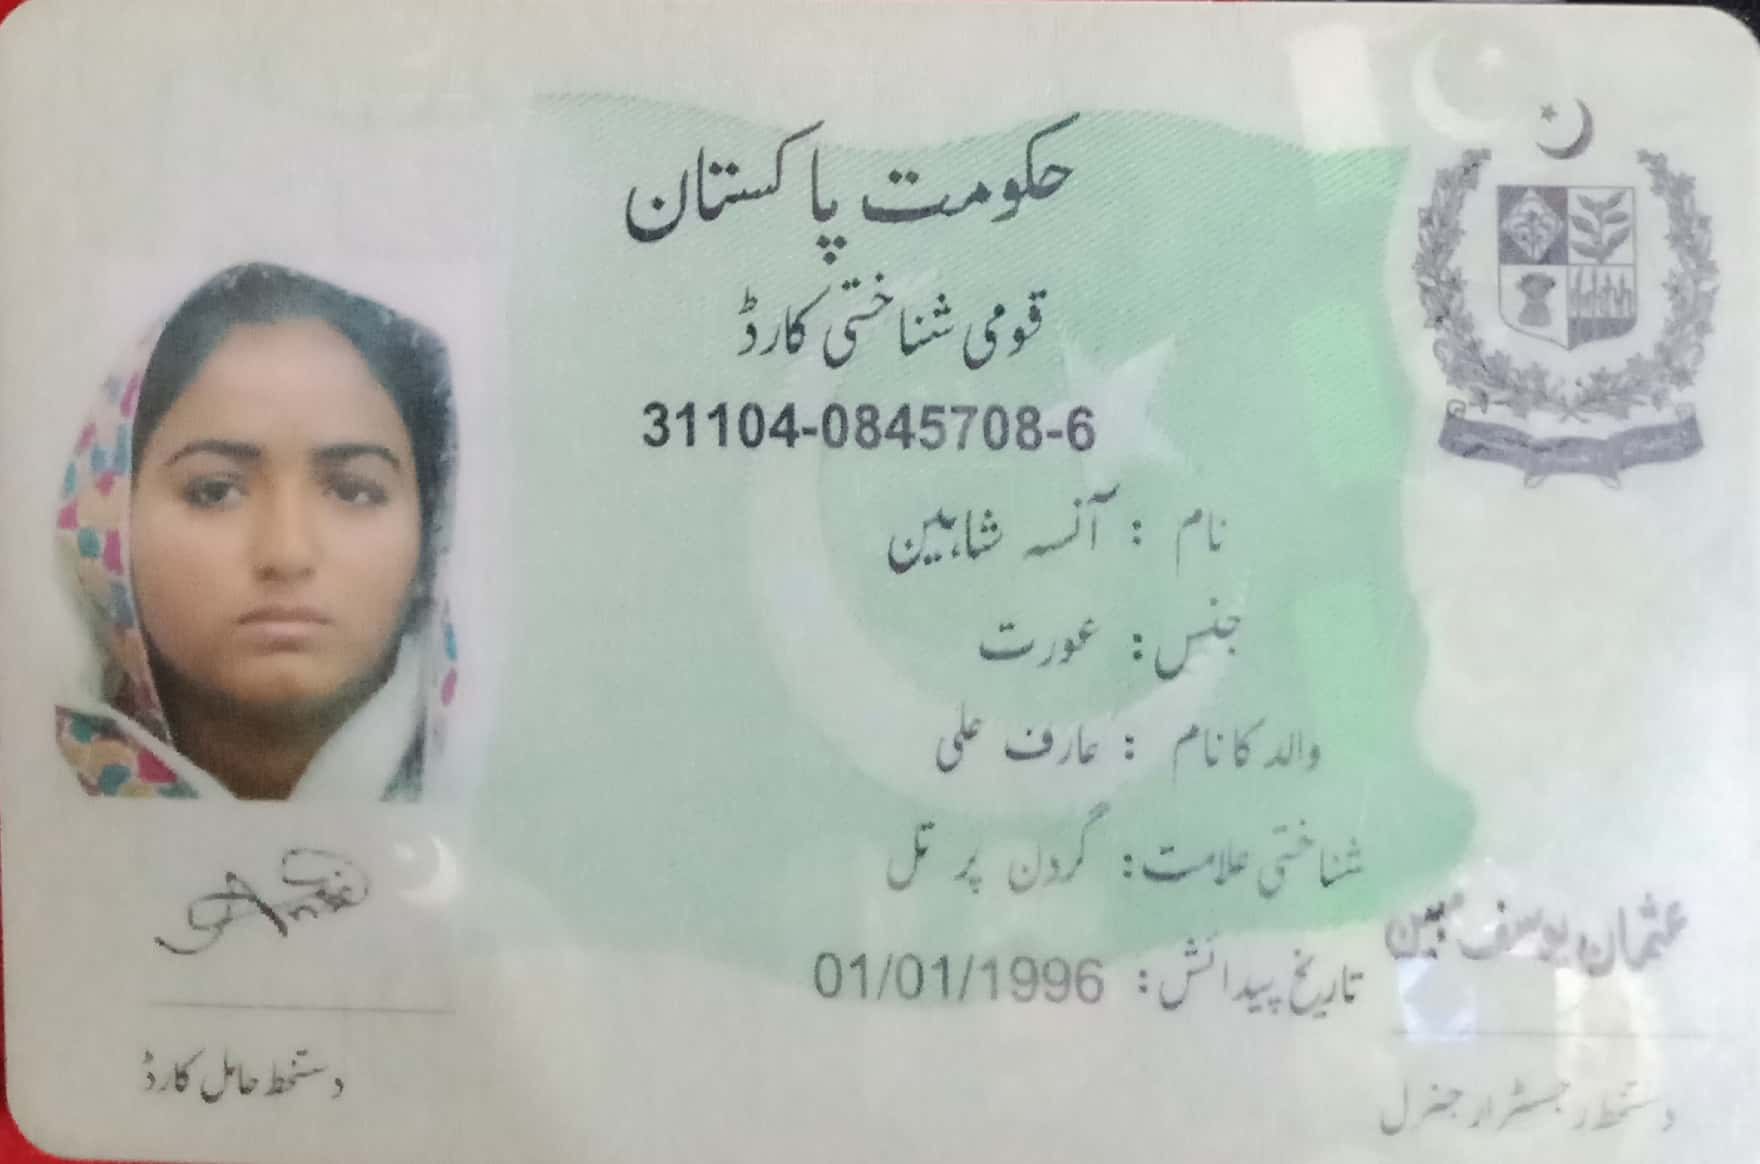 حکومت پاکستان
قومی شناختی کارڈ
31104-0845708-6
نام : آنسہ شاہین
جنس : عورت
والد کا نام : عارف علی
شناختی علامت : گردن پر تل
تاریخ پیدائش : 01/01/1996
عثمان یوسف مبین
دستخط حامل کارڈ
دستخط رجسٹرار جنرل